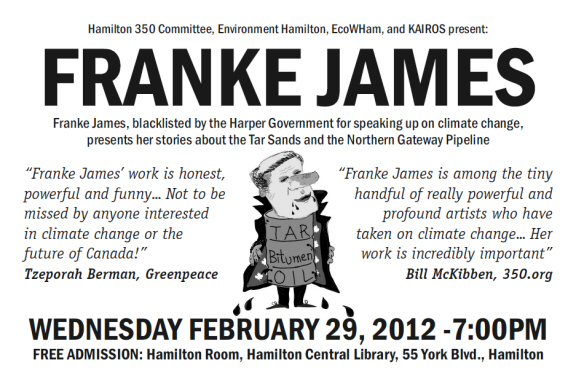 Hamilton 350 Committee, Environment Hamilton, EcoWHam, and KAIROS present:
FRANKE JAMES
Franke James, blacklisted by the Harper Government for speaking up on climate change,
presents her stories about the Tar Sands and the Northern Gateway Pipeline
“Franke James’ work is honest,
powerful and funny... Not to be
missed by anyone interested
in climate change or the
future of Canada!”
Tzeporah Berman, Greenpeace
TAR
Bitumen
OIL
“Franke James is among the tiny
handful of really powerful and
profound artists who have
taken on climate change... Her
work is incredibly important”
Bill McKibben, 350.org
WEDNESDAY FEBRUARY 29, 2012 -7:00PM
FREE ADMISSION: Hamilton Room, Hamilton Central Library, 55 York Blvd., Hamilton